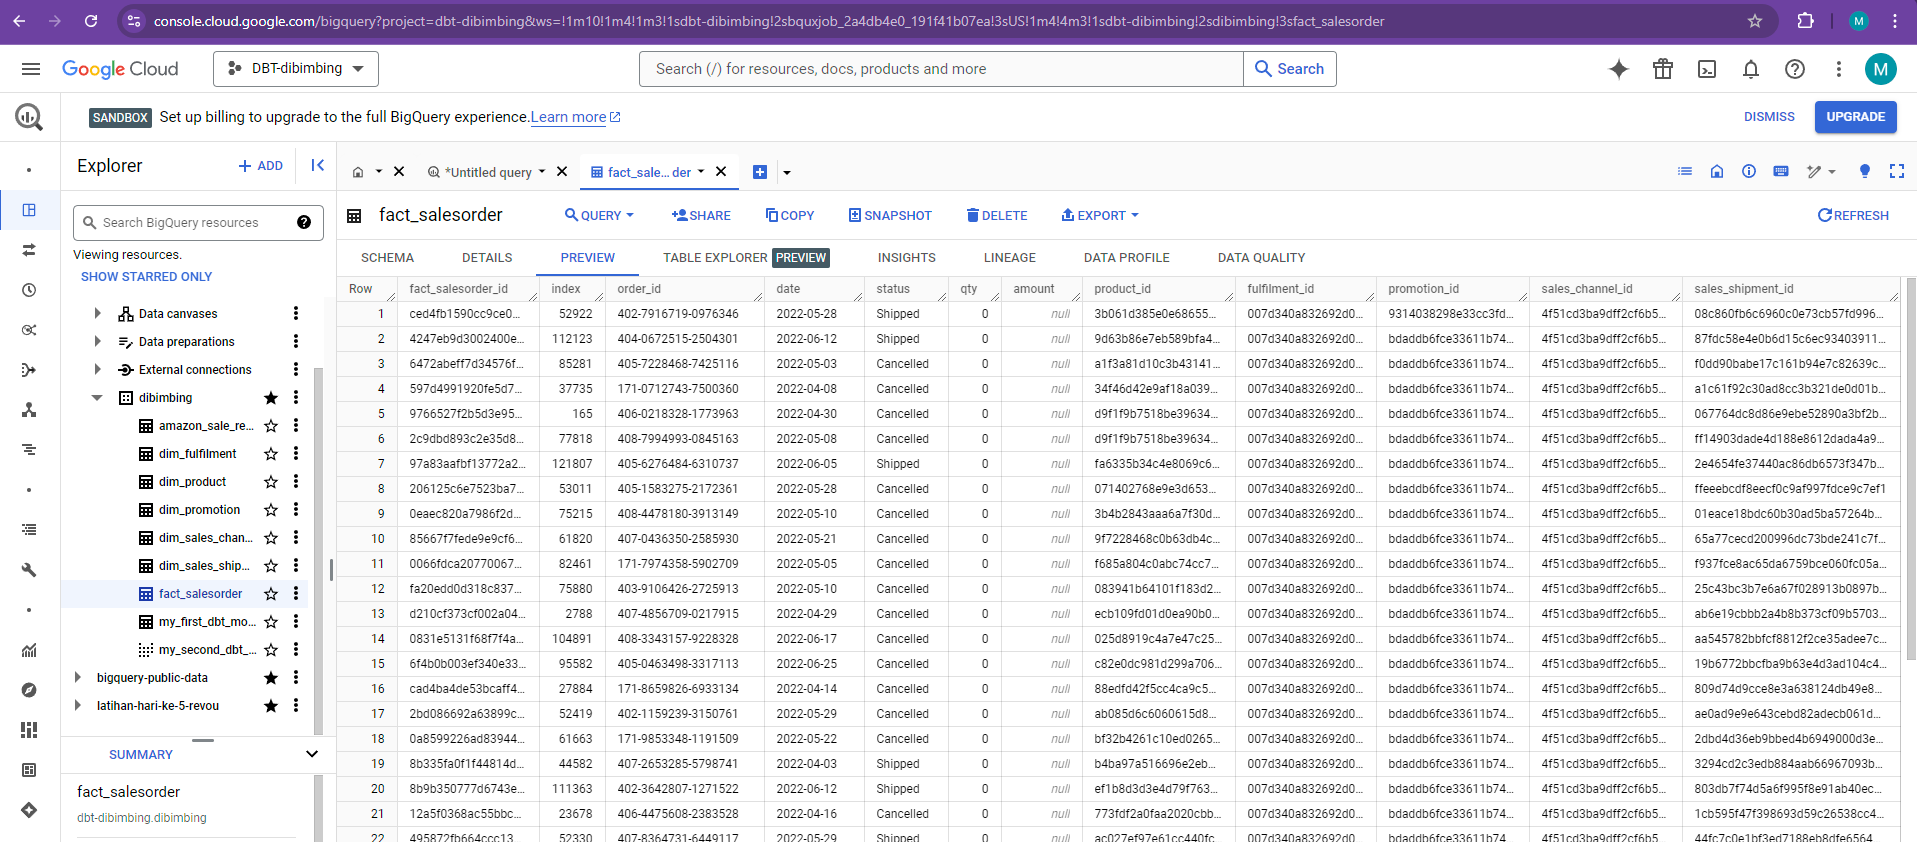 console.cloud.google.com/bigquery?project=dbt-dibimbing&ws=!1m10!1m4!1m3!1sdbt-dibimbing!2sbquxjob_2a4db4e0_191f41b07ea!3sUS!1m4!4m3!1sdbt-dibimbing!2sdibimbing!3sfact_salesorder
M
Google Cloud
DBT-dibimbing
Search (/) for resources, docs, products and more
Search
M
SANDBOX Set up billing to upgrade to the full BigQuery experience. Learn more
DISMISS
UPGRADE
Explorer
+ ADD
Search BigQuery resources
Viewing resources.
SHOW STARRED ONLY
Data canvases
Data preparations
External connections
dibimbing
amazon_sale_re...
dim_fulfilment
dim_product
dim_promotion
dim_sales_chan...
dim_sales_ship...
fact_salesorder
my_first_dbt_mo...
my_second_dbt_...
bigquery-public-data
latihan-hari-ke-5-revou
SUMMARY
fact_salesorder
dbt-dibimbing.dibimbing
*Untitled query
fact_sale... der
fact_salesorder
QUERY
SHARE
COPY
SNAPSHOT
DELETE
EXPORT
REFRESH
SCHEMA DETAILS PREVIEW TABLE EXPLORER PREVIEW INSIGHTS LINEAGE DATA PROFILE DATA QUALITY
Row fact_salesorder_id index order_id date status qty amount product_id fulfilment_id promotion_id sales_channel_id sales_shipment_id
1 ced4fb1590cc9ce0... 52922 402-7916719-0976346 2022-05-28 Shipped 0 null 3b061d385e0e68655... 007d340a832692d0... 9314038298e33cc3fd... 4f51cd3ba9dff2cf6b5... 08c860fb6c6960c0e73cb57fd996...
2 4247eb9d3002400e... 112123 404-0672515-2504301 2022-06-12 Shipped 0 null 9d63b86e7eb589bfa4... 007d340a832692d0... bdaddb6fce33611b74... 4f51cd3ba9dff2cf6b5... 87fdc58e4e0b6d15c6ec93403911...
3 6472abeff7d34576f... 85281 405-7228468-7425116 2022-05-03 Cancelled 0 null a1f3a81d10c3b43141... 007d340a832692d0... bdaddb6fce33611b74... 4f51cd3ba9dff2cf6b5... f0dd90babe17c161b94e7c82639c...
4 597d4991920fe5d7... 37735 171-0712743-7500360 2022-04-08 Cancelled 0 null 34f46d42e9af18a039... 007d340a832692d0... bdaddb6fce33611b74... 4f51cd3ba9dff2cf6b5... a1c61f92c30ad8cc3b321de0d01b...
5 9766527f2b5d3e95... 165 406-0218328-1773963 2022-04-30 Cancelled 0 null d9f1f9b7518be39634... 007d340a832692d0... bdaddb6fce33611b74... 4f51cd3ba9dff2cf6b5... 067764dc8d86e9ebe52890a3bf2b...
6 2c9dbd893c2e35d8... 77818 408-7994993-0845163 2022-05-08 Cancelled 0 null d9f1f9b7518be39634... 007d340a832692d0... bdaddb6fce33611b74... 4f51cd3ba9dff2cf6b5... ff14903dade4d188e8612dada4a9...
7 97a83aafbf13772a2... 121807 405-6276484-6310737 2022-06-05 Shipped 0 null fa6335b34c4e8069c6... 007d340a832692d0... bdaddb6fce33611b74... 4f51cd3ba9dff2cf6b5... 2e4654fe37440ac86db6573f347b...
8 206125c6e7523ba7... 53011 405-1583275-2172361 2022-05-28 Cancelled 0 null 071402768e9e3d653... 007d340a832692d0... bdaddb6fce33611b74... 4f51cd3ba9dff2cf6b5... ffeeebcdf8eecf0c9af997fdce9c7ef1
9 0eaec820a7986f2d... 75215 408-4478180-3913149 2022-05-10 Cancelled 0 null 3b4b2843aaa6a7f30d... 007d340a832692d0... bdaddb6fce33611b74... 4f51cd3ba9dff2cf6b5... 01eace18bdc60b30ad5ba57264b...
10 85667f7fede9e9cf6... 61820 407-0436350-2585930 2022-05-21 Cancelled 0 null 9f7228468c0b63db4c... 007d340a832692d0... bdaddb6fce33611b74... 4f51cd3ba9dff2cf6b5... 65a77cecd200996dc73bde241c7f...
11 0066fdca20770067... 82461 171-7974358-5902709 2022-05-05 Cancelled 0 null f685a804c0abc74cc7... 007d340a832692d0... bdaddb6fce33611b74... 4f51cd3ba9dff2cf6b5... f937fce8ac65da6759bce060fc05a...
12 fa20edd0d318c837... 75880 403-9106426-2725913 2022-05-10 Cancelled 0 null 083941b64101f183d2... 007d340a832692d0... bdaddb6fce33611b74... 4f51cd3ba9dff2cf6b5... 25c43bc3b7e6a67f028913b0897b...
13 d210cf373cf002a04... 2788 407-4856709-0217915 2022-04-29 Cancelled 0 null ecb109fd01d0ea90b0... 007d340a832692d0... bdaddb6fce33611b74... 4f51cd3ba9dff2cf6b5... ab6e19cbbb2a4b8b373cf09b5703...
14 0831e5131f68f7f4a... 104891 408-3343157-9228328 2022-06-17 Cancelled 0 null 025d8919c4a7e47c25... 007d340a832692d0... bdaddb6fce33611b74... 4f51cd3ba9dff2cf6b5... aa545782bbfcf8812f2ce35adee7c...
15 6f4b0b003ef340e33... 95582 405-0463498-3317113 2022-06-25 Cancelled 0 null c82e0dc981d299a706... 007d340a832692d0... bdaddb6fce33611b74... 4f51cd3ba9dff2cf6b5... 19b6772bbcfba9b63e4d3ad104c4...
16 cad4ba4de53bcaff4... 27884 171-8659826-6933134 2022-04-14 Cancelled 0 null 88edfd42f5cc4ca9c5... 007d340a832692d0... bdaddb6fce33611b74... 4f51cd3ba9dff2cf6b5... 809d74d9cce8e3a638124db49e8...
17 2bd086692a63899c... 52419 402-1159239-3150761 2022-05-29 Cancelled 0 null ab085d6c6060615d8... 007d340a832692d0... bdaddb6fce33611b74... 4f51cd3ba9dff2cf6b5... ae0ad9e9e643cebd82adecb061d...
18 0a8599226ad83944... 61663 171-9853348-1191509 2022-05-22 Cancelled 0 null bf32b4261c10ed0265... 007d340a832692d0... bdaddb6fce33611b74... 4f51cd3ba9dff2cf6b5... 2dbd4d36eb9bbed4b6949000d3e...
19 8b335fa0f1f44814d... 44582 407-2653285-5798741 2022-04-03 Shipped 0 null b4ba97a516696e2eb... 007d340a832692d0... bdaddb6fce33611b74... 4f51cd3ba9dff2cf6b5... 3294cd2c3edb884aab66967093b...
20 8b9b350777d6743e... 111363 402-3642807-1271522 2022-06-12 Shipped 0 null ef1b8d3d3e4d79f763... 007d340a832692d0... bdaddb6fce33611b74... 4f51cd3ba9dff2cf6b5... 803db7f74d5a6f995f8e91ab40ec...
21 12a5f0368ac55bbc... 23678 406-4475608-2383528 2022-04-16 Cancelled 0 null 773fdf2a0faa2020cbb... 007d340a832692d0... bdaddb6fce33611b74... 4f51cd3ba9dff2cf6b5... 1cb595f47f398693d59c26538cc4...
22 495872fb664ccc13... 52330 407-8364731-6449117 2022-05-29 Shipped 0 null ac027ef97e61cc440fc... 007d340a832692d0... bdaddb6fce33611b74... 4f51cd3ba9dff2cf6b5... 44fc7c0e1bf3ed7188eb8dfe6564...